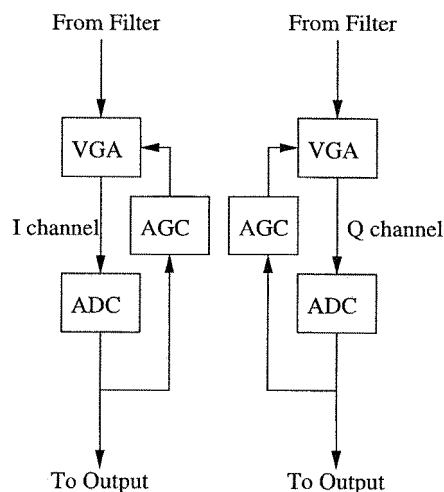 From Filter From Filter
VGA VGA
I channel AGC AGC Q channel
ADC ADC
To Output To Output